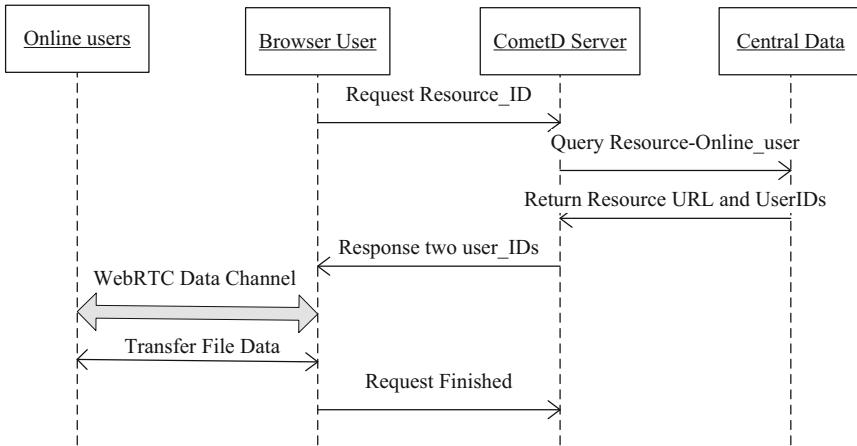 Online users
Browser User
CometD Server
Central Data
Request Resource_ID
Query Resource-Online_user
Return Resource URL and UserIDs
Response two user_IDs
WebRTC Data Channel
Transfer File Data
Request Finished